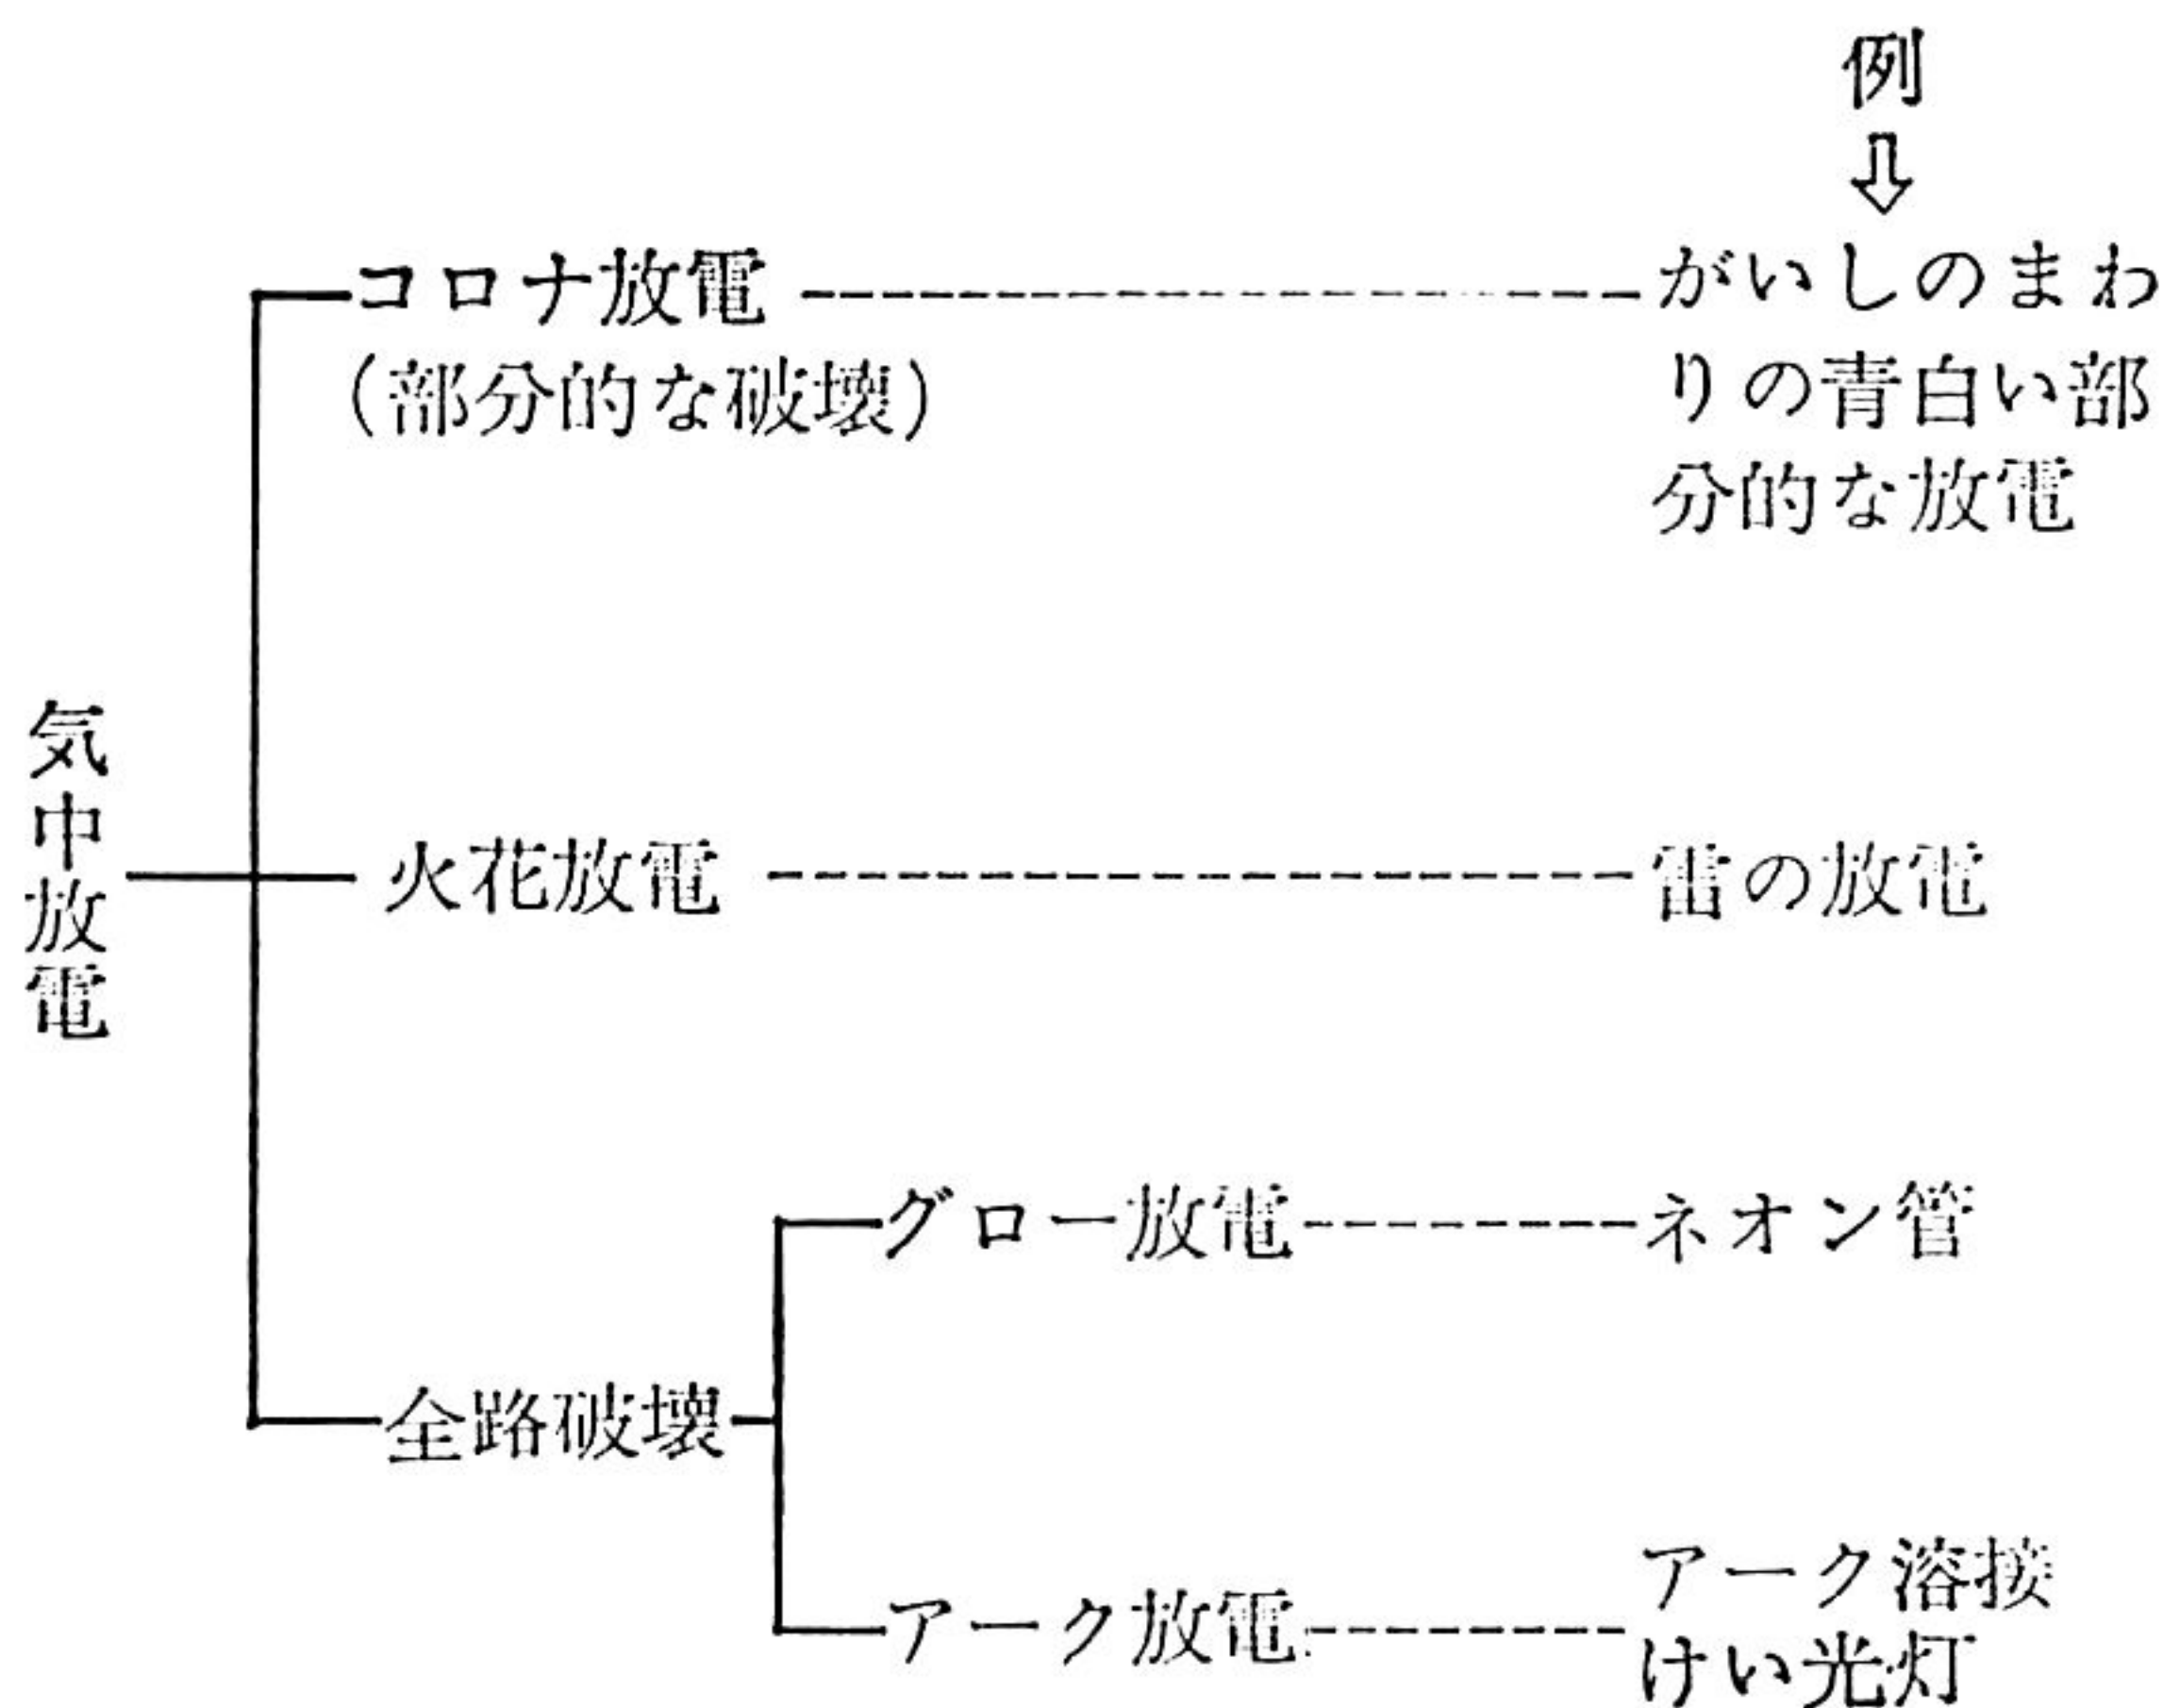 例
⇩
コロナ放電
(部分的な破壊)
がいしのまわ
りの青白い部
分的な放電
気中放電
火花放電
雷の放電
全路破壊
グロー放電
ネオン管
アーク放電
アーク溶接
けい光灯